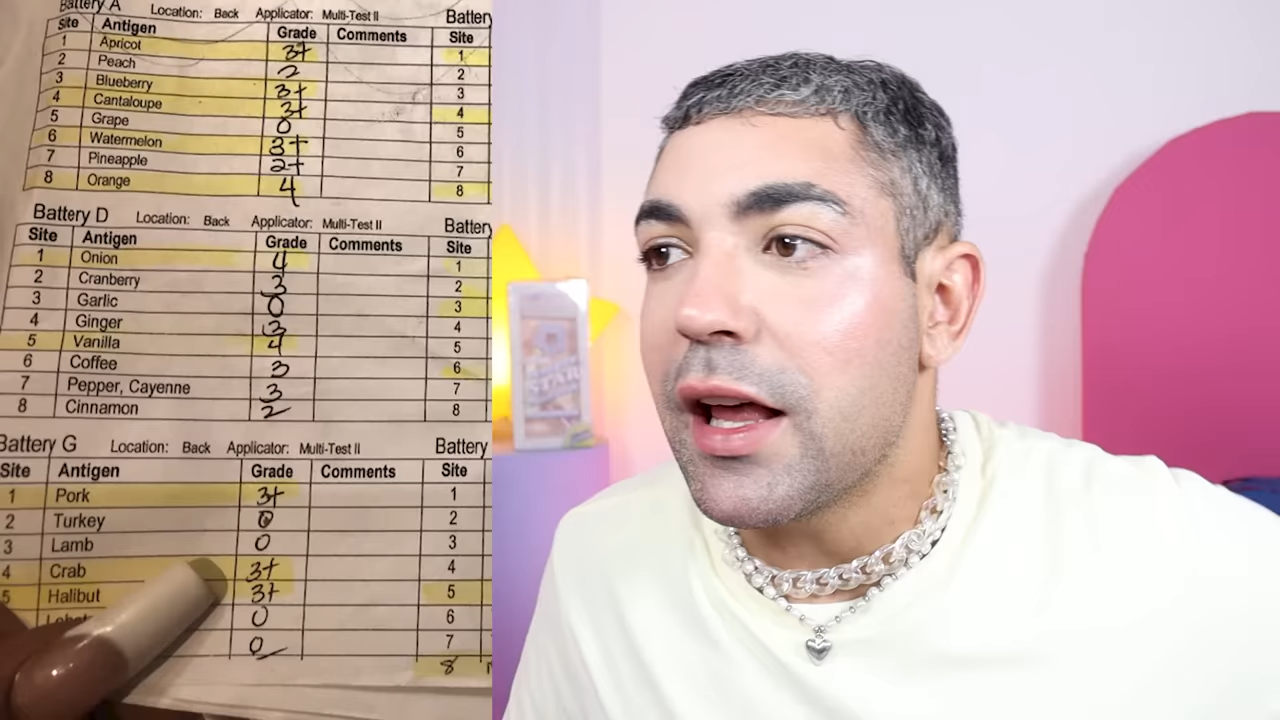 Battery A Location: Back Applicator: Multi-Test II Battery
Site Antigen Grade Comments Site
1 Apricot 3+ 1
2 Peach 2 2
3 Blueberry 3+ 3
4 Cantaloupe 3+ 4
5 Grape 0 5
6 Watermelon 3+ 6
7 Pineapple 2+ 7
8 Orange 4 8
Battery D Location: Back Applicator: Multi-Test II Battery
Site Antigen Grade Comments Site
1 Onion 4 1
2 Cranberry 3 2
3 Garlic 0 3
4 Ginger 3 4
5 Vanilla 4 5
6 Coffee 3 6
7 Pepper, Cayenne 3 7
8 Cinnamon 2 8
Battery G Location: Back Applicator: Multi-Test II Battery
Site Antigen Grade Comments Site
1 Pork 3+ 1
2 Turkey 0 2
3 Lamb 0 3
4 Crab 3+ 4
5 Halibut 3+ 5
0 6
0 7
8
STAR